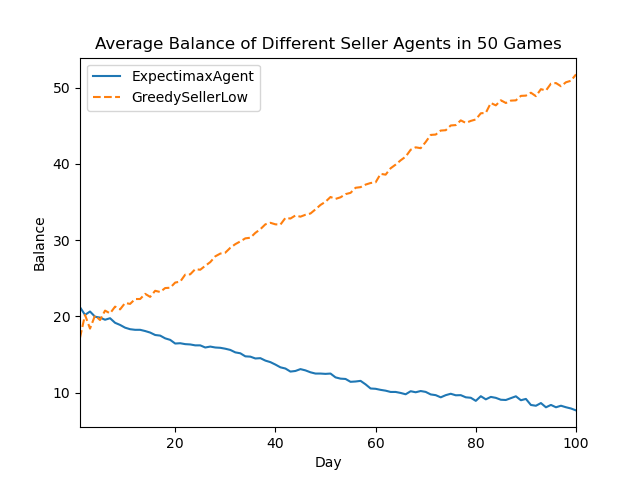 Average Balance of Different Seller Agents in 50 Games
ExpectimaxAgent
GreedySellerLow
50
40
30
20
10
Balance
20 40 60 80 100
Day